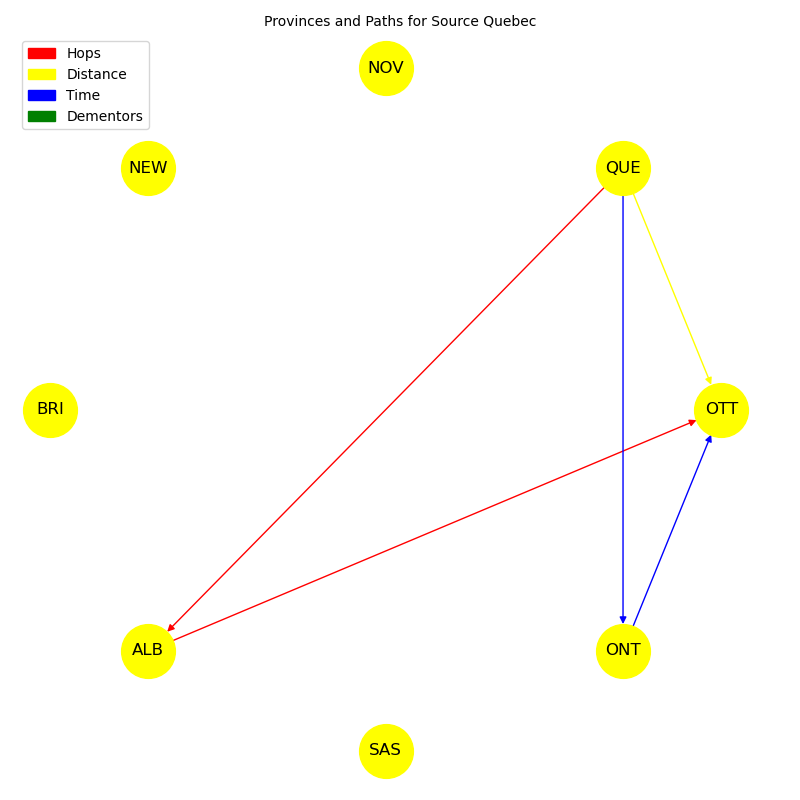 Provinces and Paths for Source Quebec
Hops
Distance
Time
Dementors
NOV
NEW
QUE
BRI
OTT
ALB
ONT
SAS